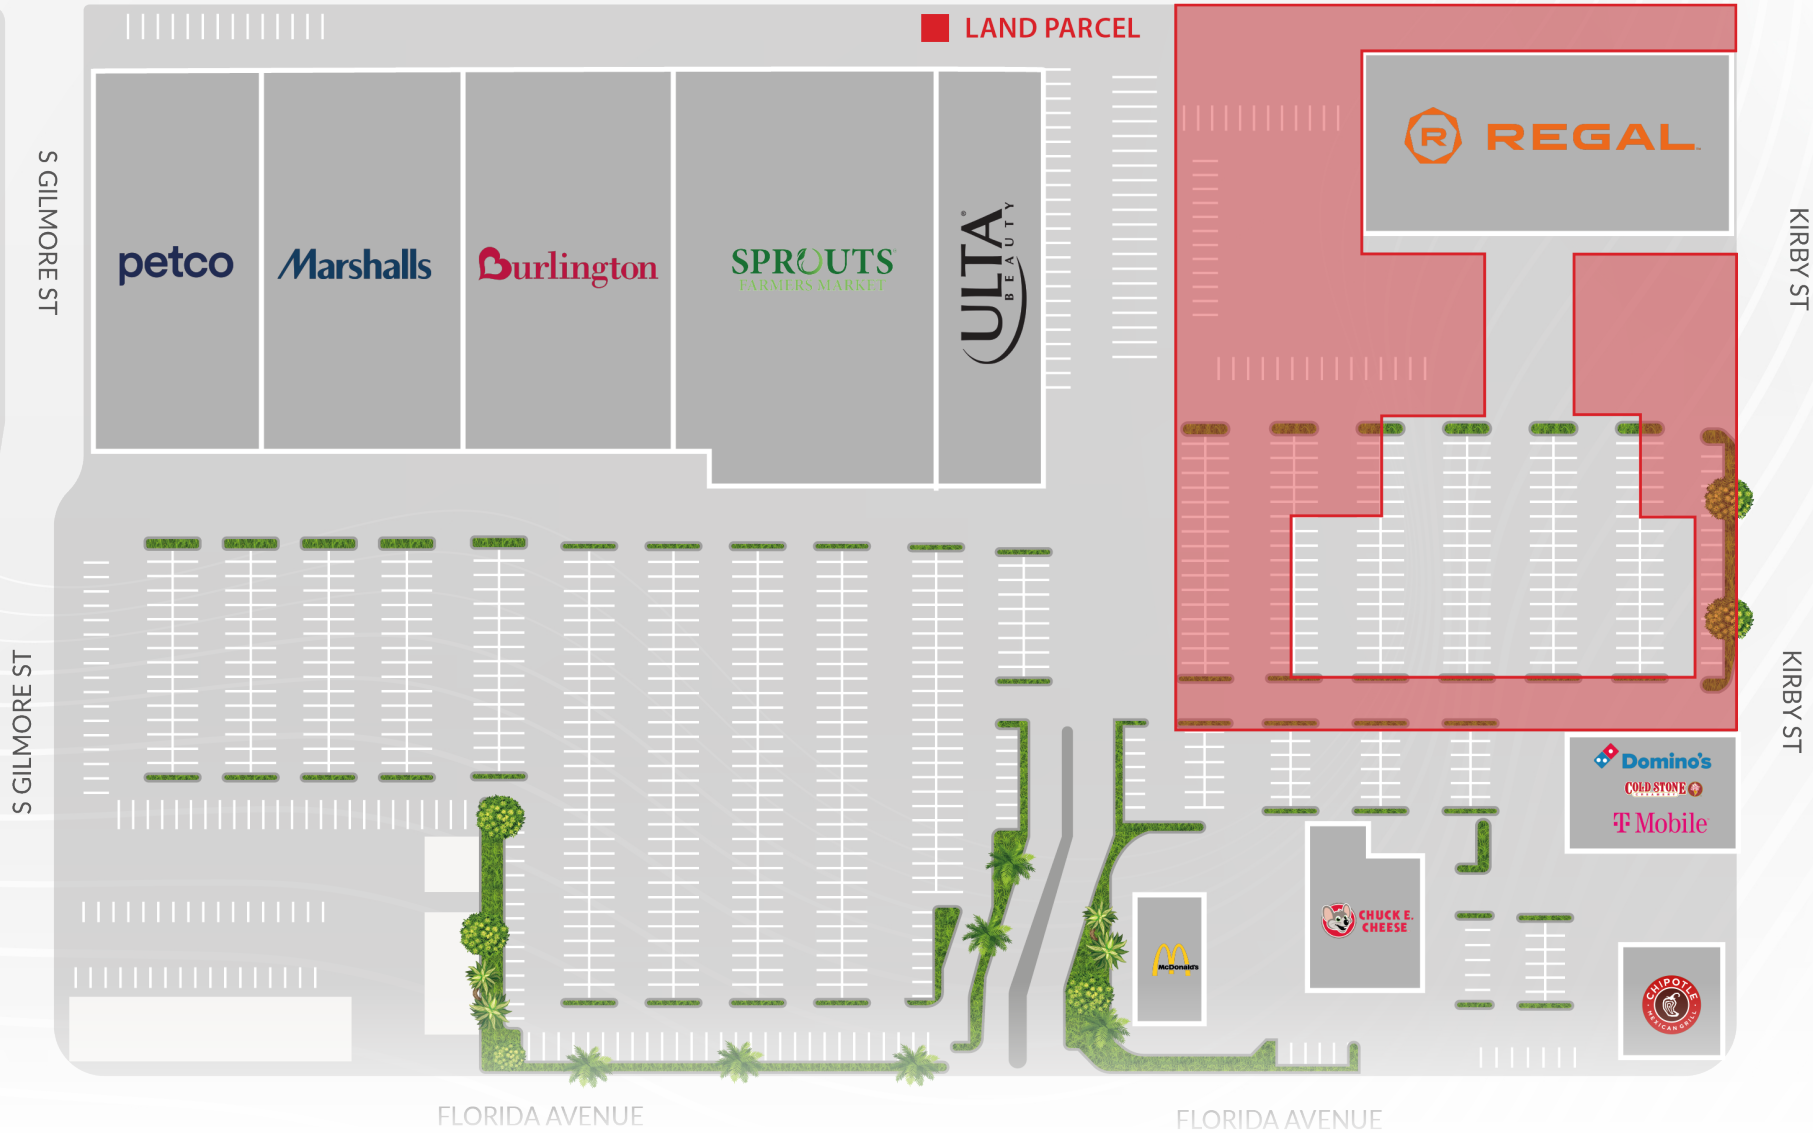 LAND PARCEL
R REGAL
S GILMORE ST
KIRBY ST
petco
Marshalls
Burlington
SPROUTS
FARMERS MARKET
ULTA
BEAUTY
S GILMORE ST
KIRBY ST
Domino's
COLD STONE
CREAMERY
T Mobile
CHUCK E.
CHEESE
McDonald's
CHIPOTLE
MEXICAN GRILL
FLORIDA AVENUE
FLORIDA AVENUE